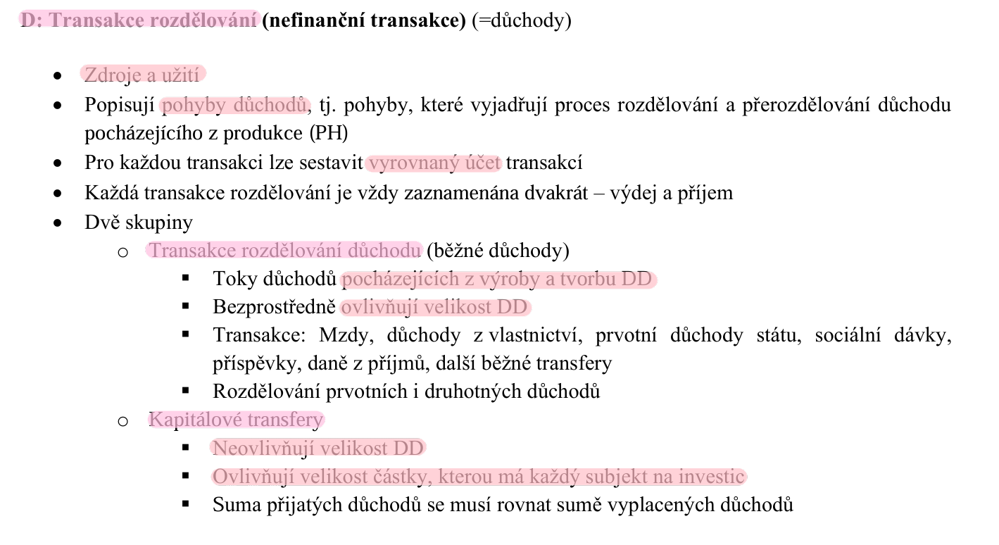 D: Transakce rozdělování (nefinanční transakce) (=důchody)
• Zdroje a užití
• Popisují pohyby důchodů, tj. pohyby, které vyjadřují proces rozdělování a přerozdělování důchodu
pocházejícího z produkce (PH)
• Pro každou transakci lze sestavit vyrovnaný účet transakcí
• Každá transakce rozdělování je vždy zaznamenána dvakrát – výdej a příjem
• Dvě skupiny
o Transakce rozdělování důchodu (běžné důchody)
▪ Toky důchodů pocházejících z výroby a tvorbu DD
▪ Bezprostředně ovlivňují velikost DD
▪ Transakce: Mzdy, důchody z vlastnictví, prvotní důchody státu, sociální dávky,
příspěvky, daně z příjmů, další běžné transfery
▪ Rozdělování prvotních i druhotných důchodů
o Kapitálové transfery
▪ Neovlivňují velikost DD
▪ Ovlivňují velikost částky, kterou má každý subjekt na investic
▪ Suma přijatých důchodů se musí rovnat sumě vyplacených důchodů